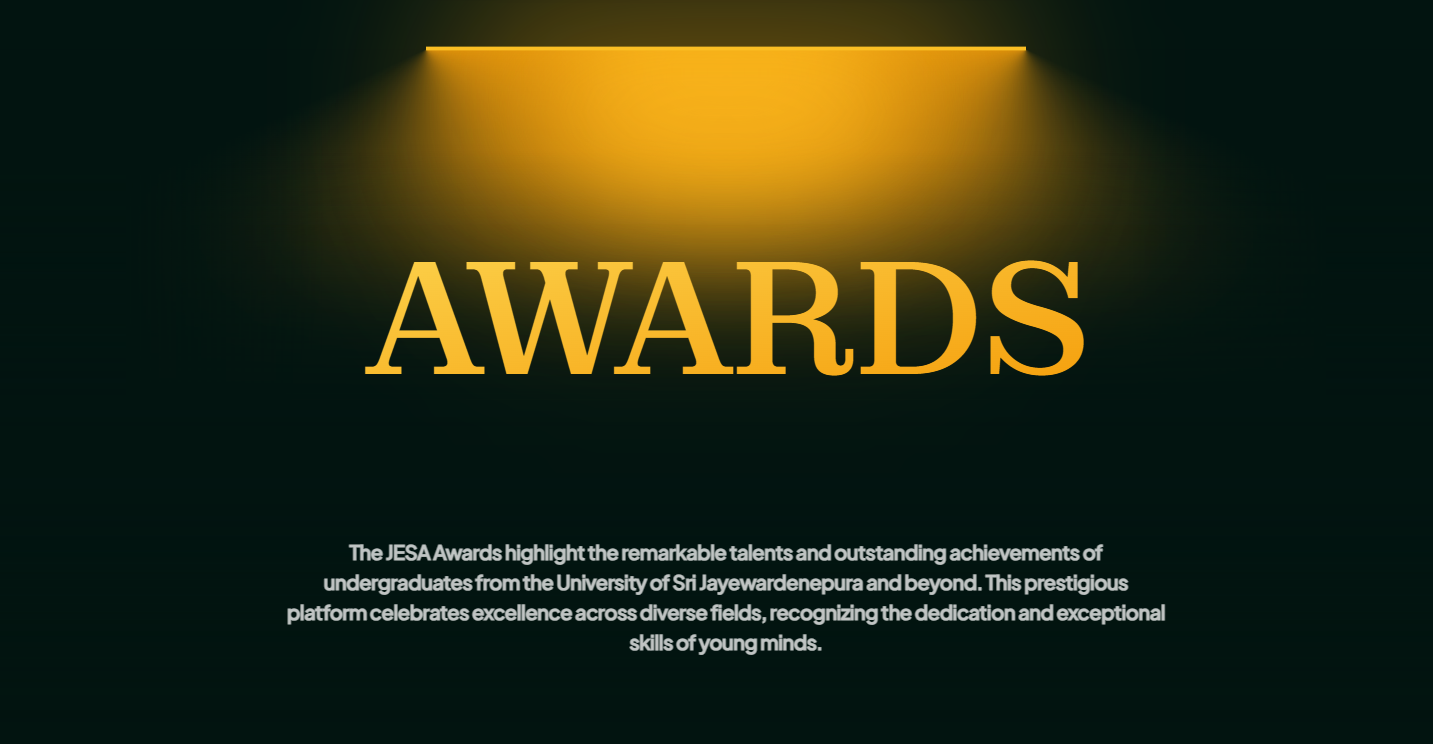 AWARDS
The JESA Awards highlight the remarkable talents and outstanding achievements of
undergraduates from the University of Sri Jayewardenepura and beyond. This prestigious
platform celebrates excellence across diverse fields, recognizing the dedication and exceptional
skills of young minds.